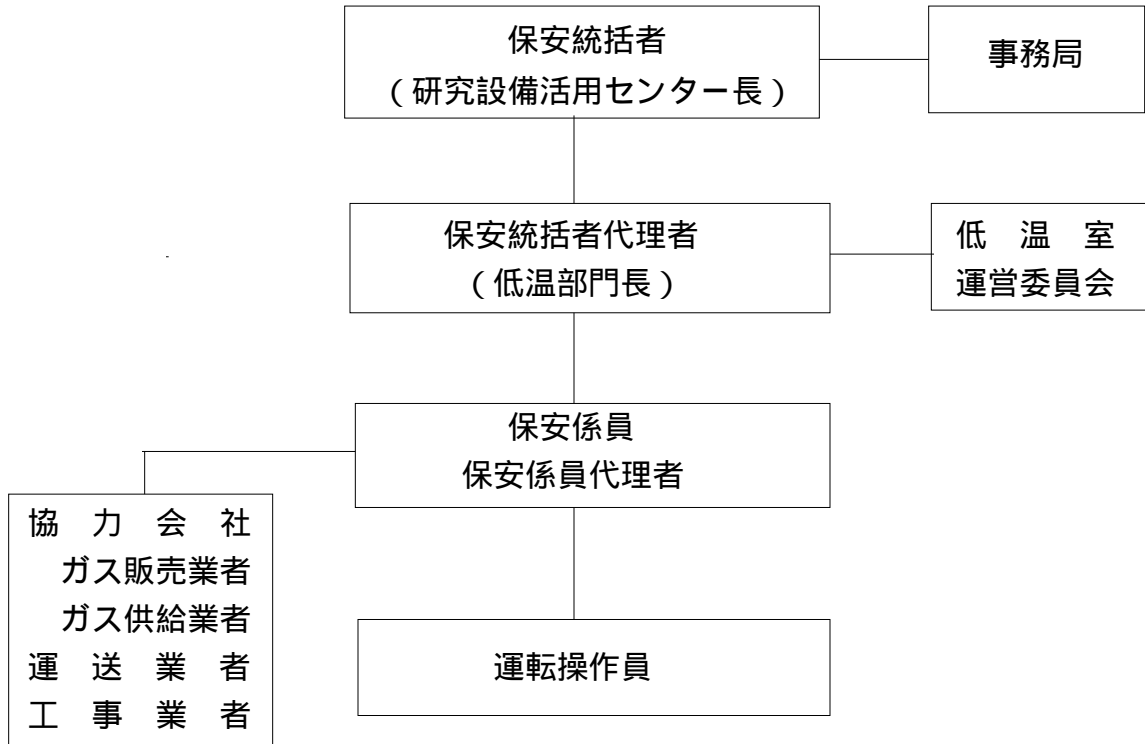 保安統括者
（研究設備活用センター長）
事務局
保安統括者代理者
（低温部門長）
低　温　室
運営委員会
保安係員
保安係員代理者
協　力　会　社
ガス販売業者
ガス供給業者
運　送　業　者
工　事　業　者
運転操作員